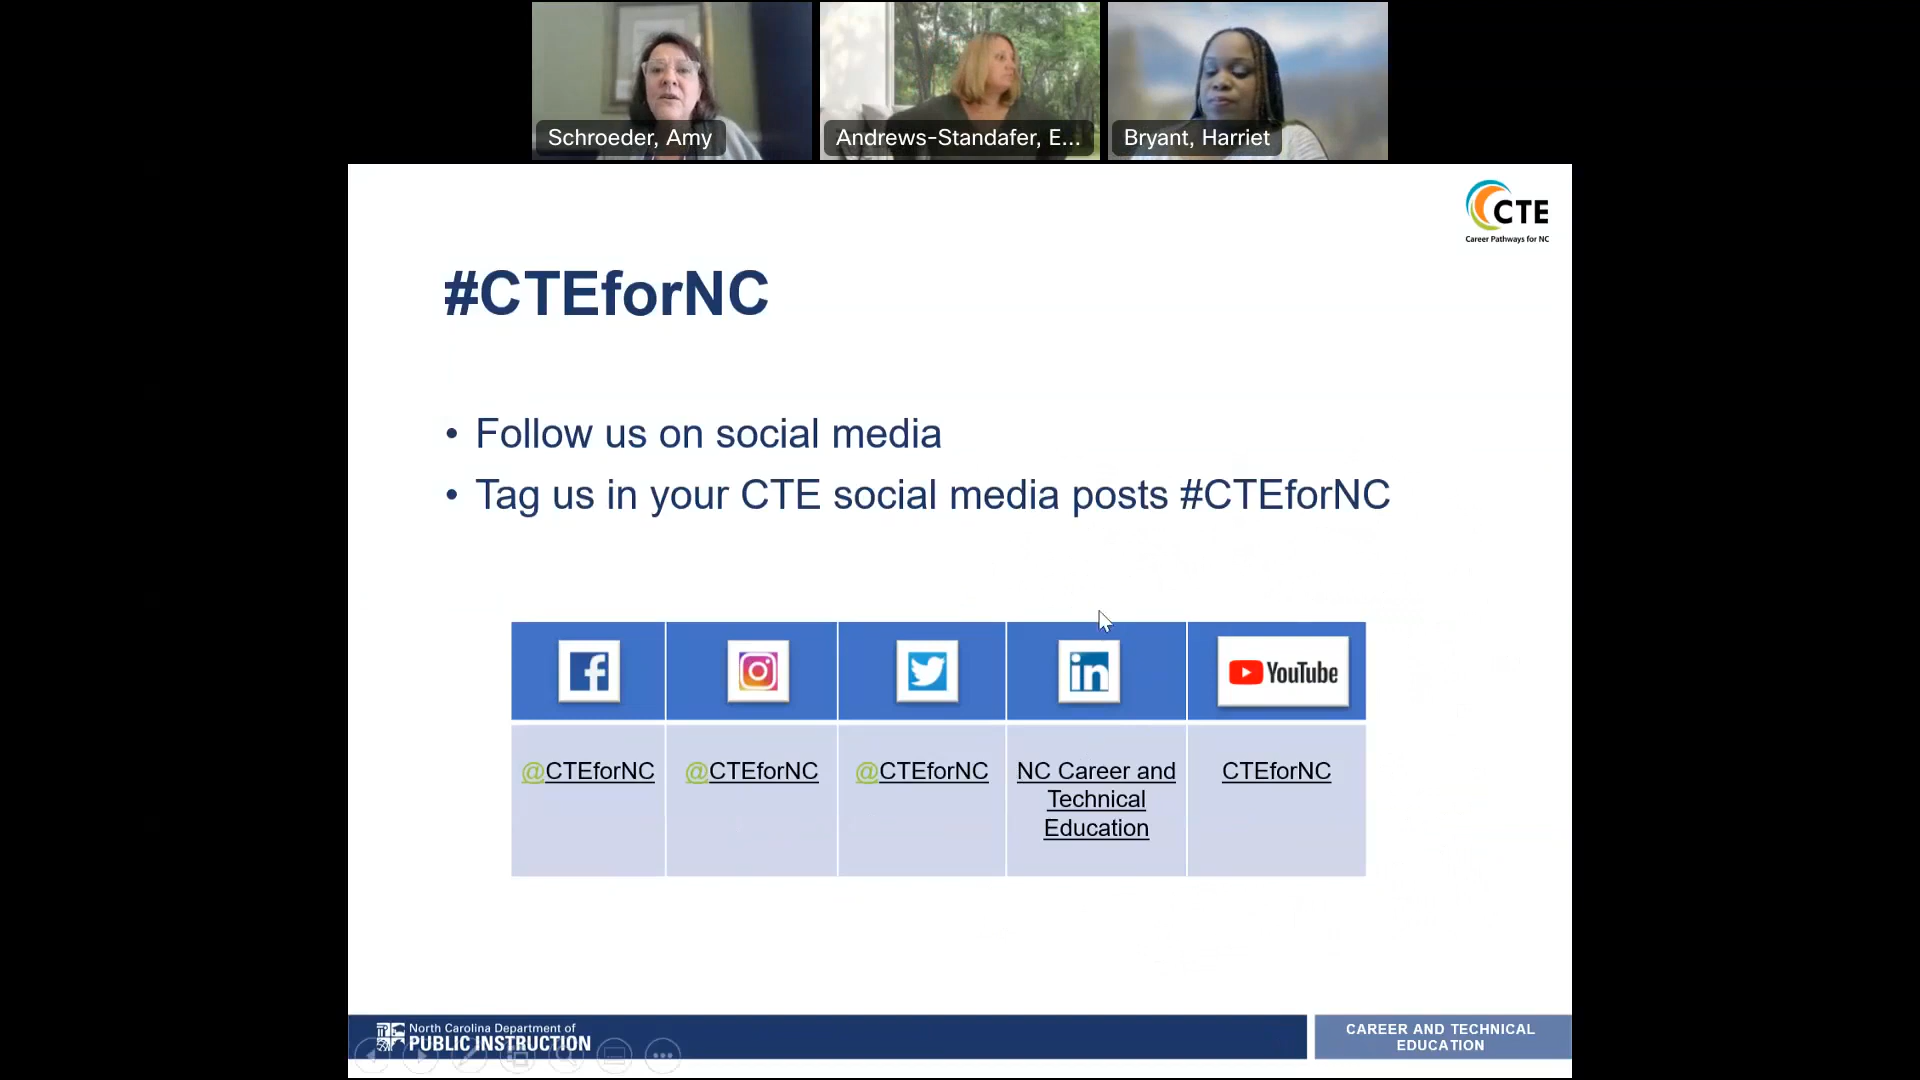 Schroeder, Amy
Andrews-Standafer, E...
Bryant, Harriet
CTE
Career Pathways for NC
#CTEforNC
• Follow us on social media
• Tag us in your CTE social media posts #CTEforNC
f
in
YouTube
@CTEforNC
@CTEforNC
@CTEforNC
NC Career and
Technical
Education
CTEforNC
North Carolina Department of
PUBLIC INSTRUCTION
CAREER AND TECHNICAL
EDUCATION